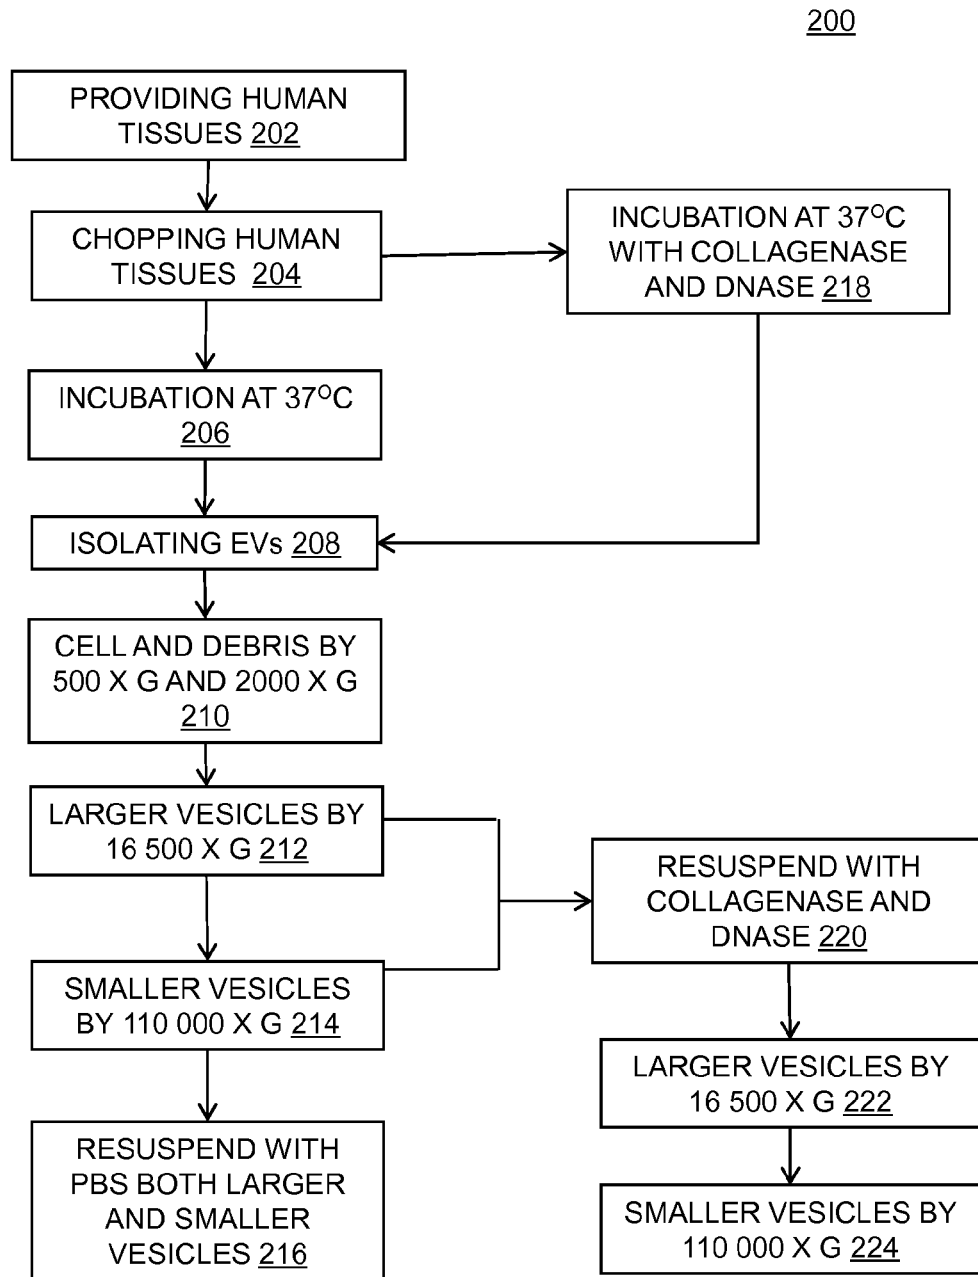 200
PROVIDING HUMAN
TISSUES 202
CHOPPING HUMAN
TISSUES 204
INCUBATION AT 37OC
WITH COLLAGENASE
AND DNASE 218
INCUBATION AT 37OC
206
ISOLATING EVs 208
CELL AND DEBRIS BY
500 X G AND 2000 X G
210
LARGER VESICLES BY
16 500 X G 212
SMALLER VESICLES
BY 110 000 X G 214
RESUSPEND WITH
PBS BOTH LARGER
AND SMALLER
VESICLES 216
RESUSPEND WITH
COLLAGENASE AND
DNASE 220
LARGER VESICLES BY
16 500 X G 222
SMALLER VESICLES BY
110 000 X G 224